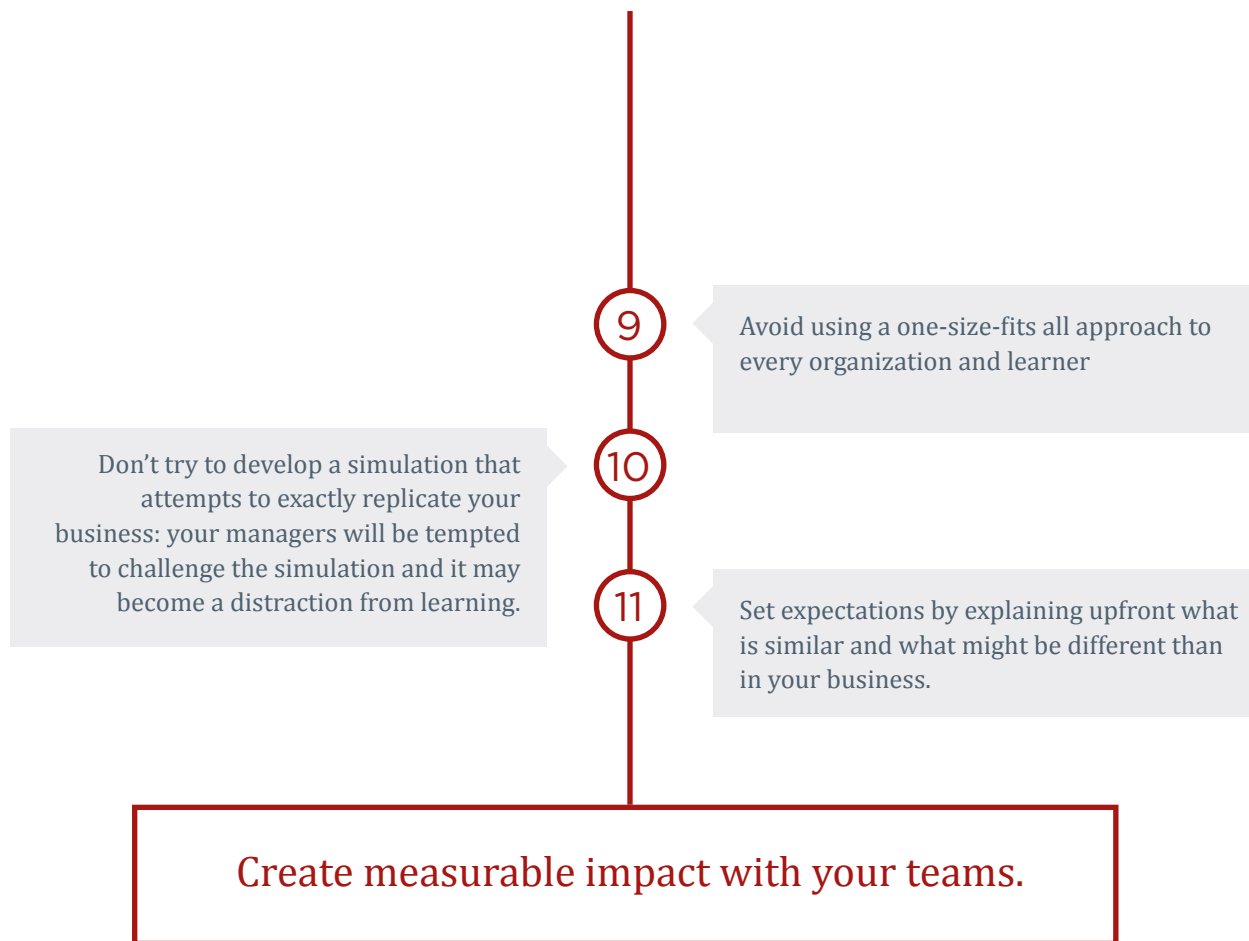 9
Avoid using a one-size-fits all approach to
every organization and learner
10
Don’t try to develop a simulation that
attempts to exactly replicate your
business: your managers will be tempted
to challenge the simulation and it may
become a distraction from learning.
11
Set expectations by explaining upfront what
is similar and what might be different than
in your business.
Create measurable impact with your teams.